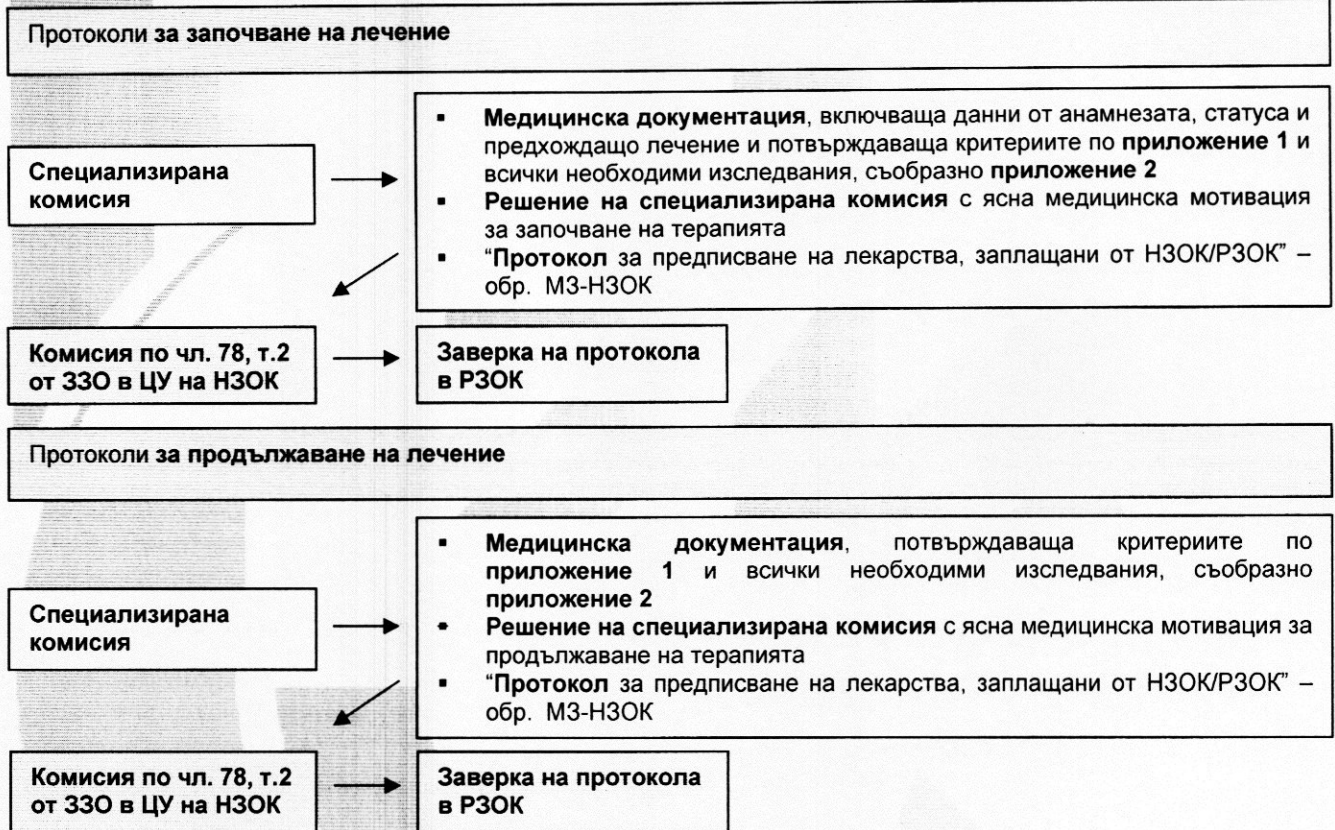 Протоколи за започване на лечение
Специализирана
комисия
▪ Медицинска документация, включваща данни от анамнезата, статуса и
предхождащо лечение и потвърждаваща критериите по приложение 1 и
всички необходими изследвания, съобразно приложение 2
▪ Решение на специализирана комисия с ясна медицинска мотивация
за започване на терапията
▪ “Протокол за предписване на лекарства, заплащани от НЗОК/РЗОК” –
обр. МЗ-НЗОК
Комисия по чл. 78, т.2
от ЗЗО в ЦУ на НЗОК
Заверка на протокола
в РЗОК
Протоколи за продължаване на лечение
Специализирана
комисия
▪ Медицинска документация, потвърждаваща критериите по
приложение 1 и всички необходими изследвания, съобразно
приложение 2
▪ Решение на специализирана комисия с ясна медицинска мотивация за
продължаване на терапията
▪ “Протокол за предписване на лекарства, заплащани от НЗОК/РЗОК” –
обр. МЗ-НЗОК
Комисия по чл. 78, т.2
от ЗЗО в ЦУ на НЗОК
Заверка на протокола
в РЗОК